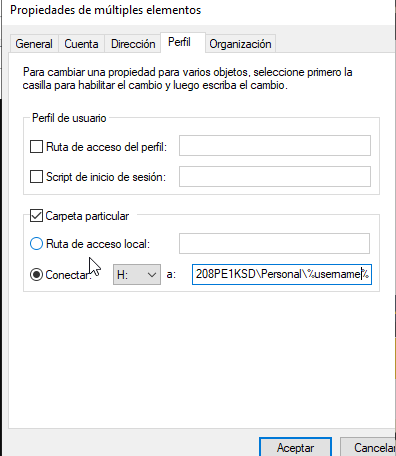 Propiedades de múltiples elementos
General Cuenta Dirección Perfil Organización
Para cambiar una propiedad para varios objetos, seleccione primero la
casilla para habilitar el cambio y luego escriba el cambio.
Perfil de usuario
Ruta de acceso del perfil:
Script de inicio de sesión:
Carpeta particular
Ruta de acceso local:
Conectar: H: a: 208PE1KSD\Personal\%username%
Aceptar Cancelar